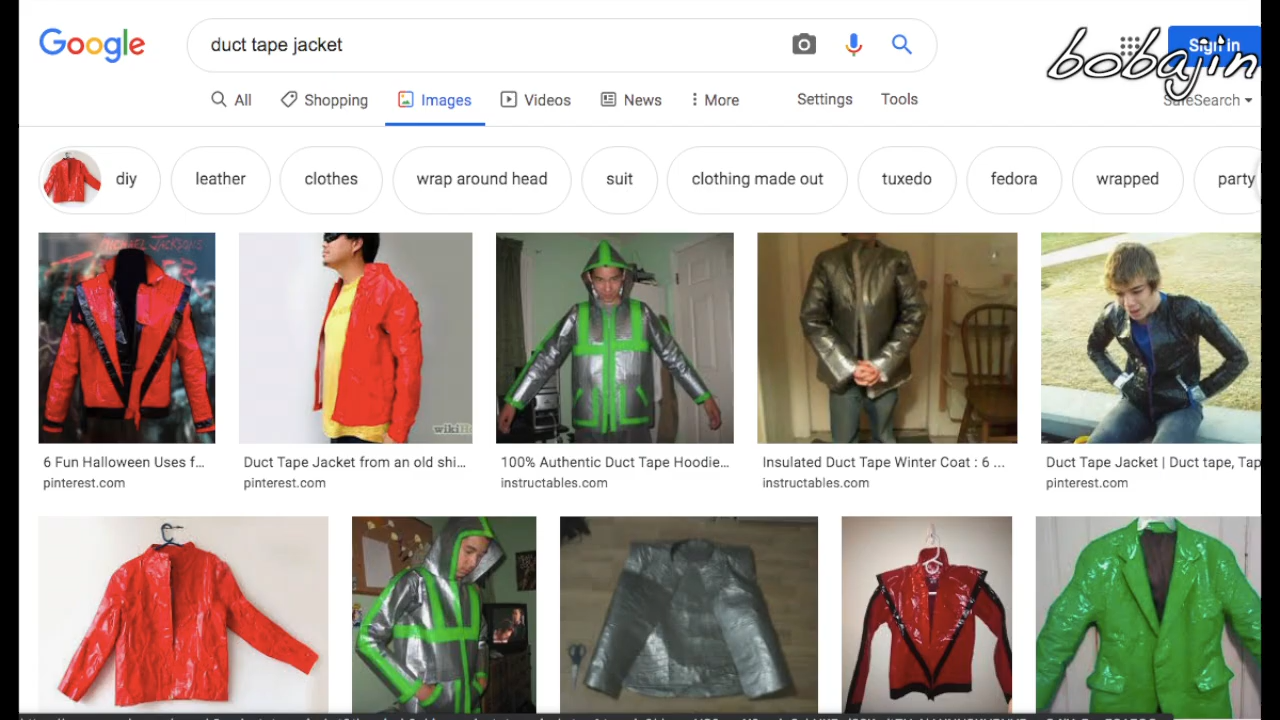 Google
duct tape jacket
Sign in
bobajin
All
Shopping
Images
Videos
News
More
Settings
Tools
SafeSearch
diy
leather
clothes
wrap around head
suit
clothing made out
tuxedo
fedora
wrapped
party
MICHAEL JACKSONS
6 Fun Halloween Uses f...
Duct Tape Jacket from an old shi...
100% Authentic Duct Tape Hoodie...
Insulated Duct Tape Winter Coat : 6 ...
Duct Tape Jacket | Duct tape, Tap
pinterest.com
pinterest.com
instructables.com
instructables.com
pinterest.com